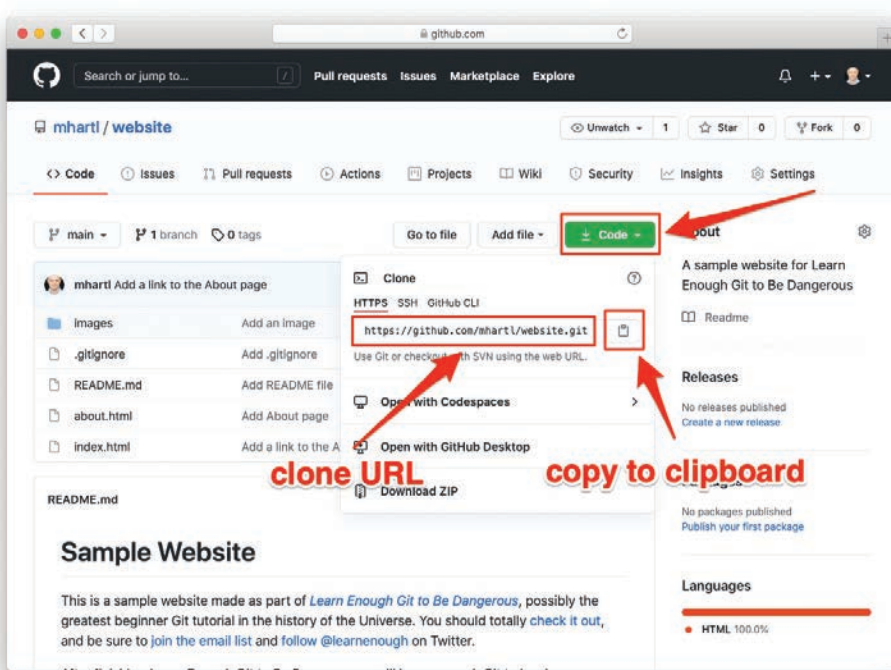 github.com
Search or jump to... / Pull requests Issues Marketplace Explore
mhartl / website
Unwatch 1 Star 0 Fork 0
Code Issues Pull requests Actions Projects Wiki Security Insights Settings
main 1 branch 0 tags Go to file Add file Code
A sample website for Learn
Enough Git to Be Dangerous
Readme
mhartl Add a link to the About page
images Add an image
.gitignore Add .gitignore
README.md Add README file
about.html Add About page
index.html Add a link to the A
Clone
HTTPS SSH GitHub CLI
https://github.com/mhartl/website.git
Use Git or checkout with SVN using the web URL.
Open with Codespaces
Open with GitHub Desktop
Download ZIP
clone URL
copy to clipboard
Releases
No releases published
Create a new release
No packages published
Publish your first package
Languages
HTML 100.0%
README.md
Sample Website
This is a sample website made as part of Learn Enough Git to Be Dangerous, possibly the
greatest beginner Git tutorial in the history of the Universe. You should totally check it out,
and be sure to join the email list and follow @learnenough on Twitter.